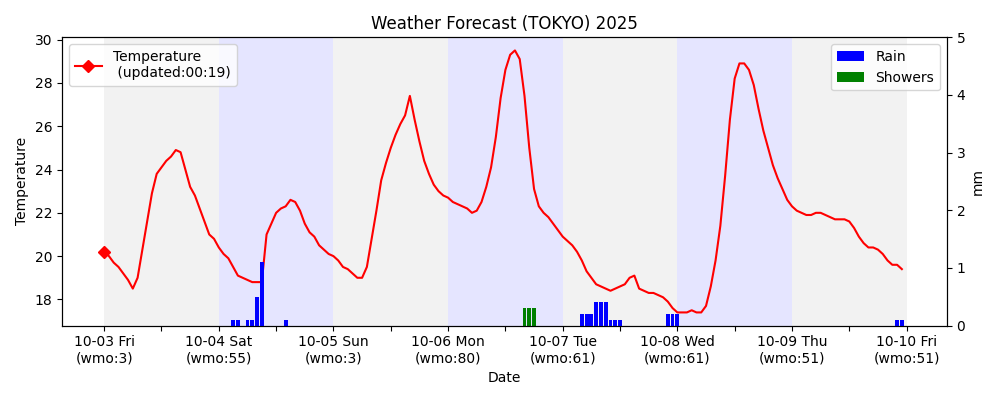 Weather Forecast (TOKYO) 2025
Temperature
(updated:00:19)
Rain
Showers
30
28
26
24
22
20
18
Temperature
5
4
3
2
1
0
mm
10-03 Fri
(wmo:3)
10-04 Sat
(wmo:55)
10-05 Sun
(wmo:3)
10-06 Mon
(wmo:80)
10-07 Tue
(wmo:61)
10-08 Wed
(wmo:61)
10-09 Thu
(wmo:51)
10-10 Fri
(wmo:51)
Date